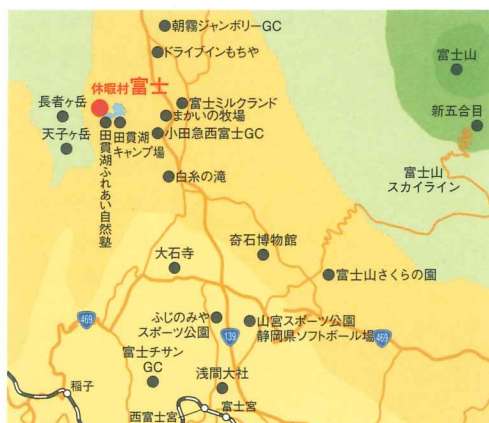 朝霧ジャンボリーGC
ドライブインもちや
富士山
休暇村富士
長者ヶ岳
富士ミルクランド
まかいの牧場
新五合目
天子ヶ岳
田貫湖ふれあい自然塾
田貫湖
キャンプ場
小田急西富士GC
富士山
スカイライン
白糸の滝
奇石博物館
大石寺
富士山さくらの園
469
ふじのみや
スポーツ公園
139
山宮スポーツ公園
静岡県ソフトボール場
469
富士チサン
GC
浅間大社
稲子
西富士宮
富士宮